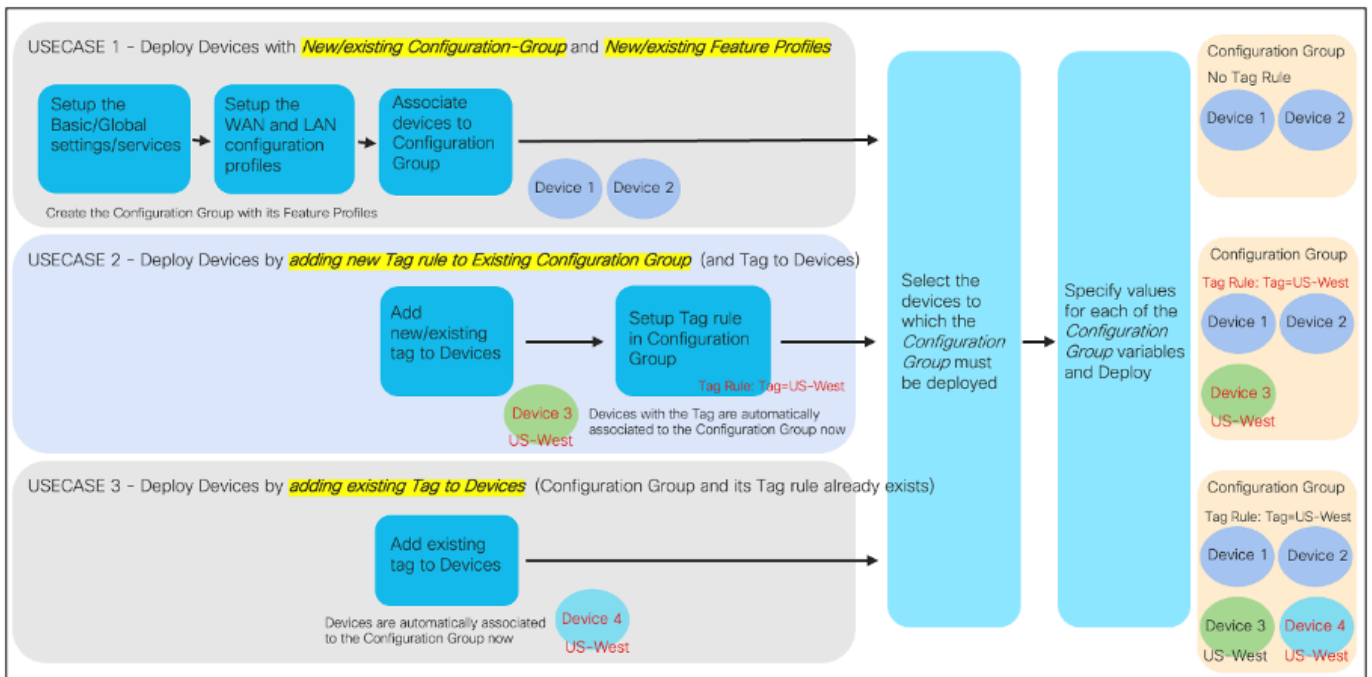 USECASE 1 - Deploy Devices with New/existing Configuration-Group and New/existing Feature Profiles
Setup the
Basic/Global
settings/services
Setup the
WAN and LAN
configuration
profiles
Associate
devices to
Configuration
Group
Device 1
Device 2
Create the Configuration Group with its Feature Profiles
USECASE 2 - Deploy Devices by adding new Tag rule to Existing Configuration Group (and Tag to Devices)
Add
new/existing
tag to Devices
Setup Tag rule
in Configuration
Group
Tag Rule: Tag=US-West
Device 3
US-West
Devices with the Tag are automatically
associated to the Configuration Group now
USECASE 3 - Deploy Devices by adding existing Tag to Devices (Configuration Group and its Tag rule already exists)
Add existing
tag to Devices
Devices are automatically associated
to the Configuration Group now
Device 4
US-West
Select the
devices to
which the
Configuration
Group must
be deployed
Specify values
for each of the
Configuration
Group variables
and Deploy
Configuration Group
No Tag Rule
Device 1
Device 2
Configuration Group
Tag Rule: Tag=US-West
Device 1
Device 2
Device 3
US-West
Configuration Group
Tag Rule: Tag=US-West
Device 1
Device 2
Device 3
US-West
Device 4
US-West